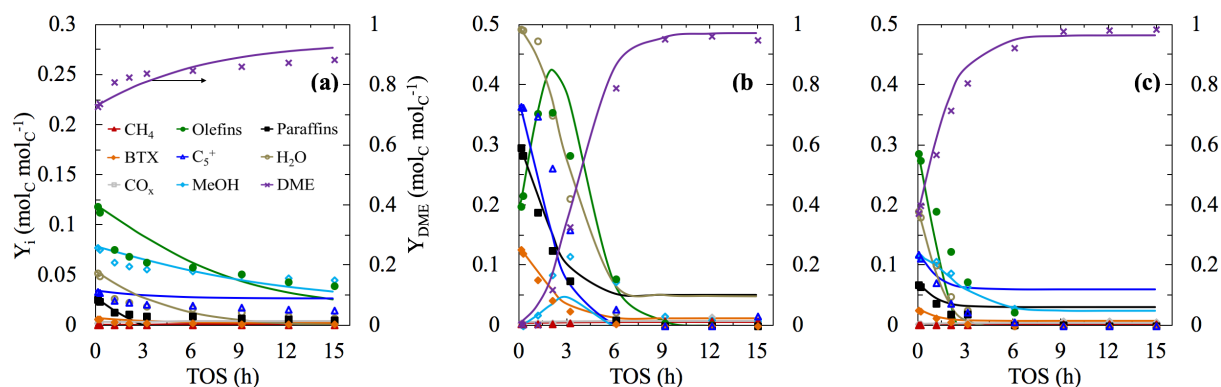 0.3 1 0.5 1 0.5 1
(a) (b) (c)
0.25 0.8 0.4 0.8 0.4 0.8
0.2 0.6 0.3 0.6 0.3 0.6
CH4 Olefins Paraffins
BTX C5+ H2O
COx MeOH DME
0.15
0.1 0.4 0.2 0.4 0.2 0.4
0.05 0.2 0.1 0.2 0.1 0.2
0 0 0 0 0 0
Yi (molC molC-1)
YDME (molC molC-1)
0 3 6 9 12 15 0 3 6 9 12 15 0 3 6 9 12 15
TOS (h) TOS (h) TOS (h)